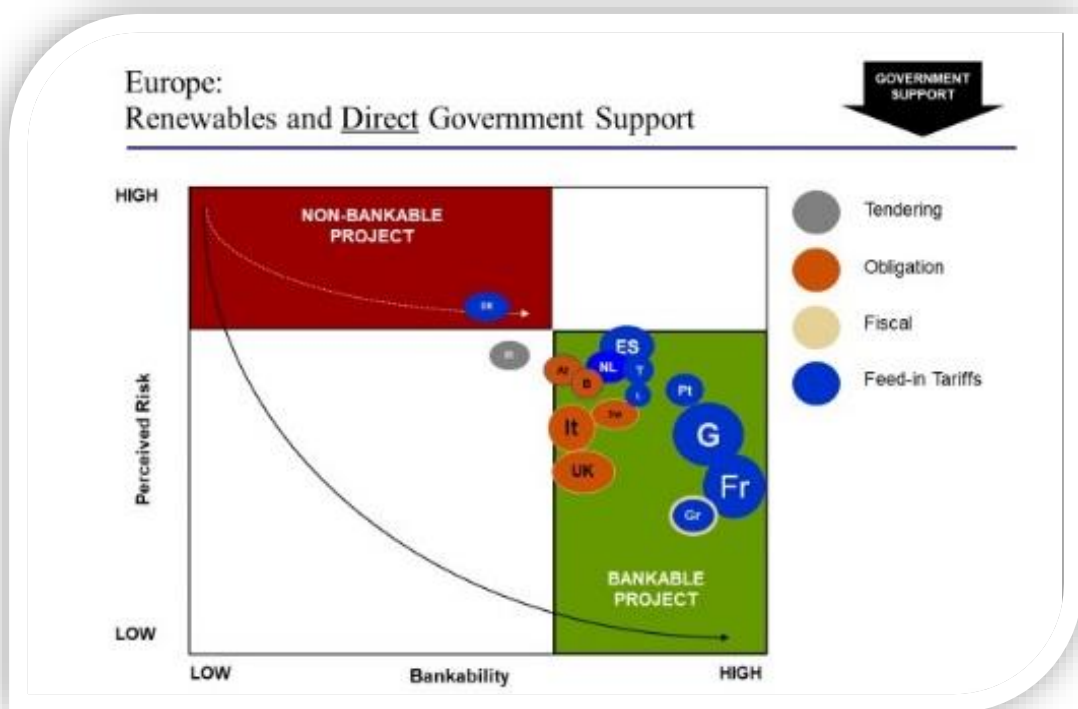 Europe:
Renewables and Direct Government Support
GOVERNMENT
SUPPORT
HIGH
NON-BANKABLE
PROJECT
Tendering
Obligation
Fiscal
Feed-in Tariffs
ES
NL
T
At
B
Pt
It
G
UK
Fr
Gr
BANKABLE
PROJECT
Perceived Risk
LOW
LOW
Bankability
HIGH